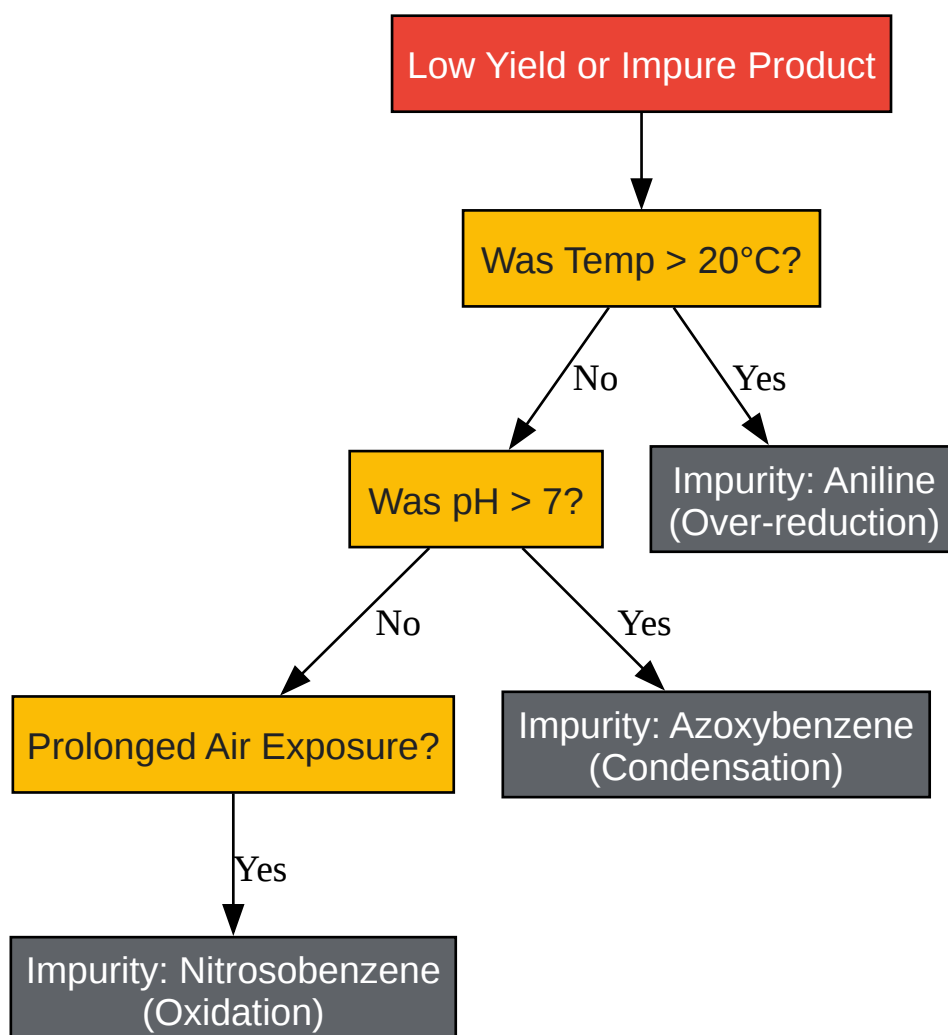 Low Yield or Impure Product
Was Temp > 20°C?
No
Yes
Was pH > 7?
Impurity: Aniline
(Over-reduction)
No
Yes
Prolonged Air Exposure?
Impurity: Azoxybenzene
(Condensation)
Yes
Impurity: Nitrosobenzene
(Oxidation)